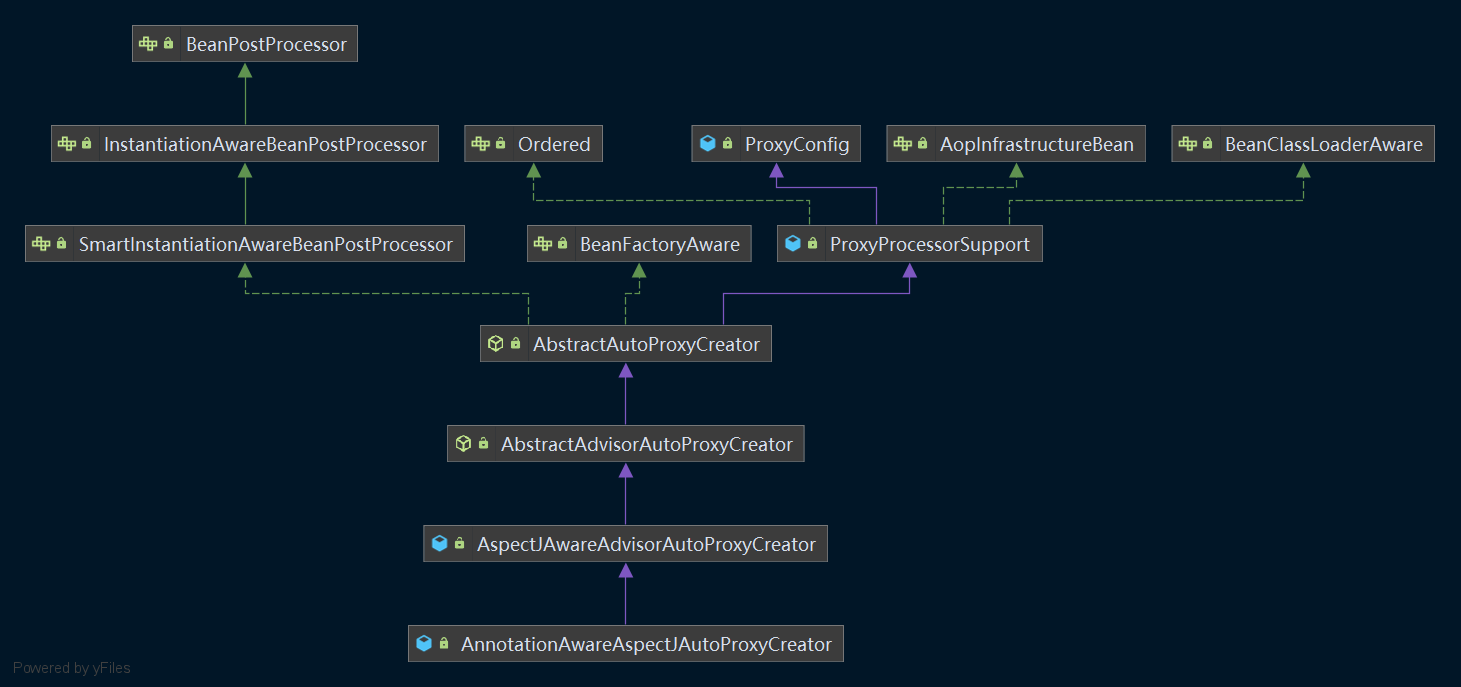 BeanPostProcessor
InstantiationAwareBeanPostProcessor
Ordered
ProxyConfig
AopInfrastructureBean
BeanClassLoaderAware
SmartInstantiationAwareBeanPostProcessor
BeanFactoryAware
ProxyProcessorSupport
AbstractAutoProxyCreator
AbstractAdvisorAutoProxyCreator
AspectJAwareAdvisorAutoProxyCreator
AnnotationAwareAspectJAutoProxyCreator
Powered by yFiles